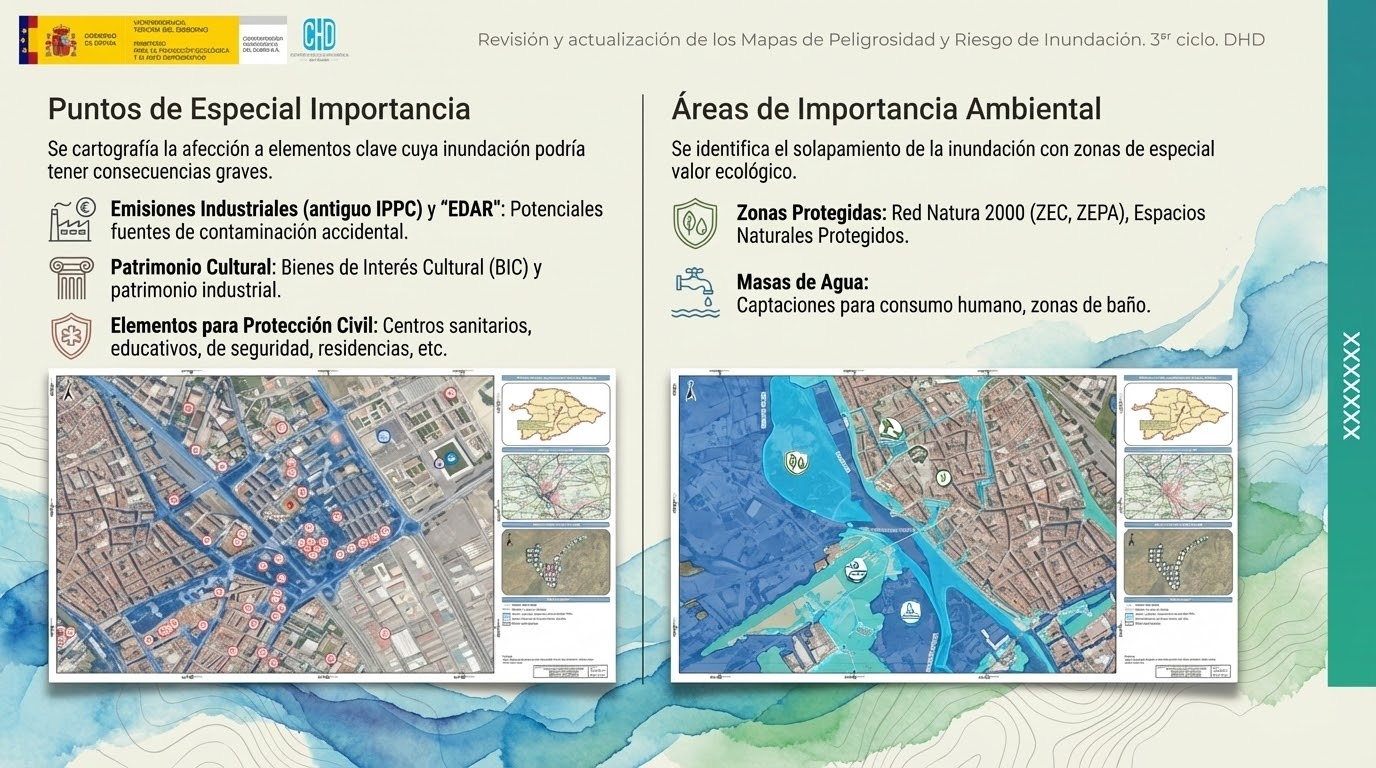 CHD
Revisión y actualización de los Mapas de Peligrosidad y Riesgo de Inundación. 3er ciclo. DHD
Puntos de Especial Importancia
Se cartografía la afección a elementos clave cuya inundación podría
tener consecuencias graves.
Emisiones Industriales (antiguo IPPC) y “EDAR": Potenciales
fuentes de contaminación accidental.
Patrimonio Cultural: Bienes de Interés Cultural (BIC) y
patrimonio industrial.
Elementos para Protección Civil: Centros sanitarios,
educativos, de seguridad, residencias, etc.
Áreas de Importancia Ambiental
Se identifica el solapamiento de la inundación con zonas de especial
valor ecológico.
Zonas Protegidas: Red Natura 2000 (ZEC, ZEPA), Espacios
Naturales Protegidos.
Masas de Agua:
Captaciones para consumo humano, zonas de baño.
XXXXXXX